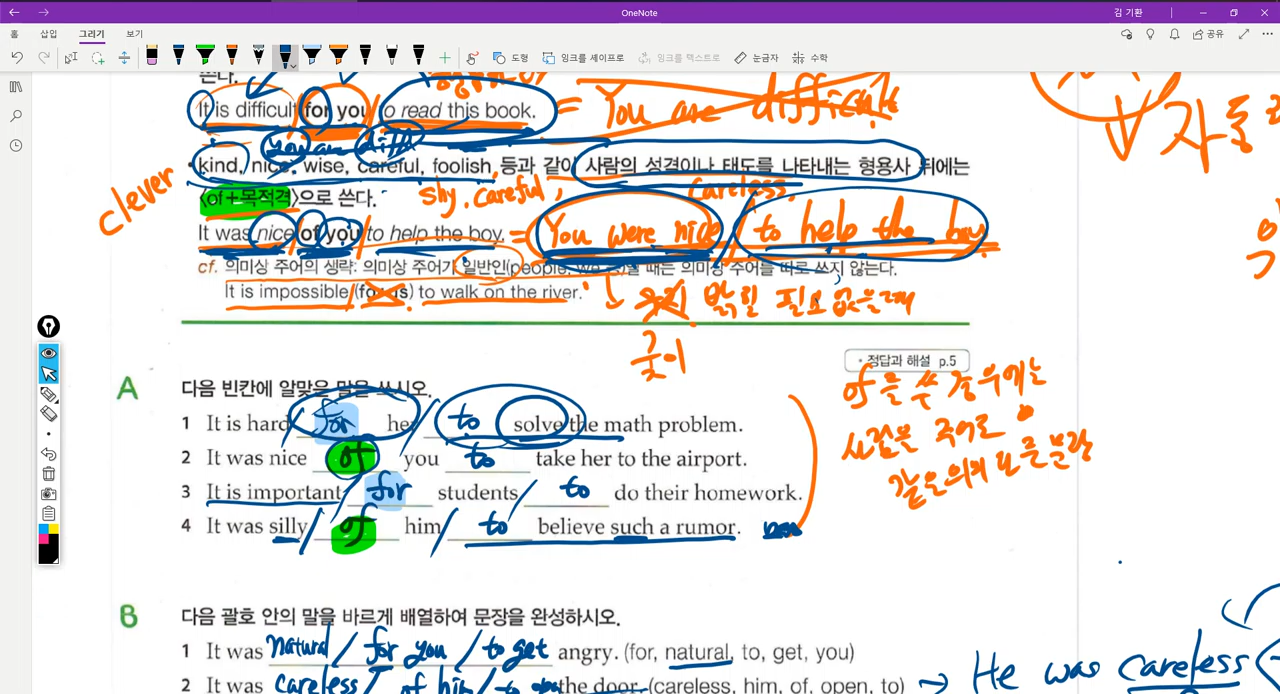 OneNote
김 기환
홈 삽입 그리기 보기
공유
도형 잉크를 셰이프로 잉크를 텍스트로 눈금자 수학
쓴다.
It is difficult / for you / to read this book. = You are difficult
자동
You are diff
• kind, nice, wise, careful, foolish 등과 같이 사람의 성격이나 태도를 나타내는 형용사 뒤에는
clever
〈of+목적격〉으로 쓴다. shy, careful, careless,
It was nice / of you / to help the boy. = You were nice / to help the boy
cf. 의미상 주어의 생략: 의미상 주어가 일반인(people, we 등)일 때는 의미상 주어를 따로 쓰지 않는다.
It is impossible (for us) to walk on the river.
밝힐 필요 없을때
굳이
• 정답과 해설 p.5
A 다음 빈칸에 알맞은 말을 쓰시오.
of를 쓴 경우에는
사람을 주어로
같은의미
1 It is hard / for he / to solve the math problem.
2 It was nice of you to take her to the airport.
3 It is important / for students / to do their homework.
4 It was silly / of him / to believe such a rumor.
B 다음 괄호 안의 말을 바르게 배열하여 문장을 완성하시오.
1 It was natural / for you / to get angry. (for, natural, to, get, you)
2 It was careless / of him / to open the door. (careless, him, of, open, to)
→ He was careless